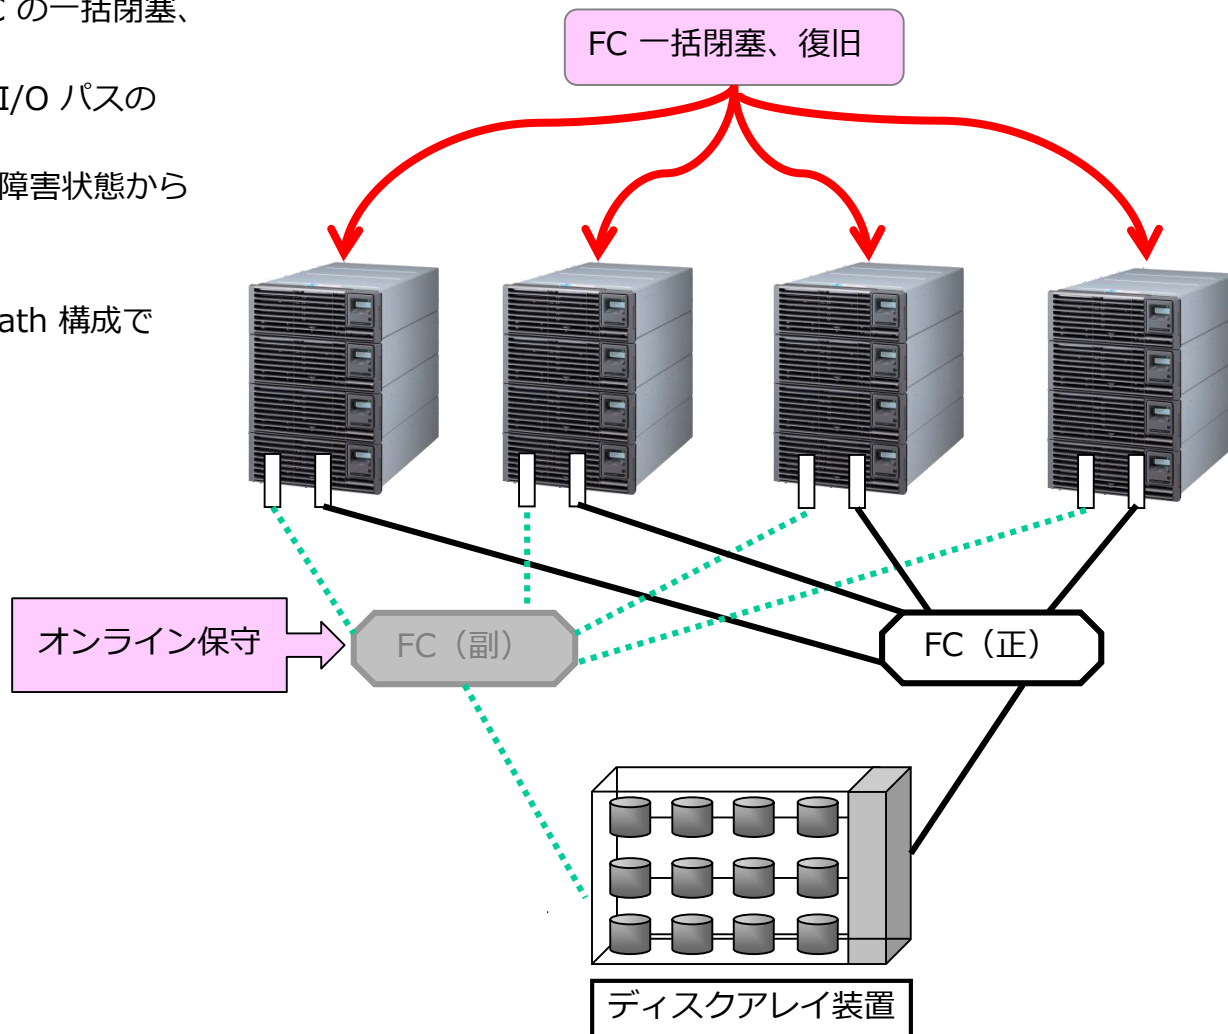 の一括閉塞、
FC 一括閉塞、復旧
I/O パスの
障害状態から
ath 構成で
オンライン保守
FC（副）
FC（正）
ディスクアレイ装置